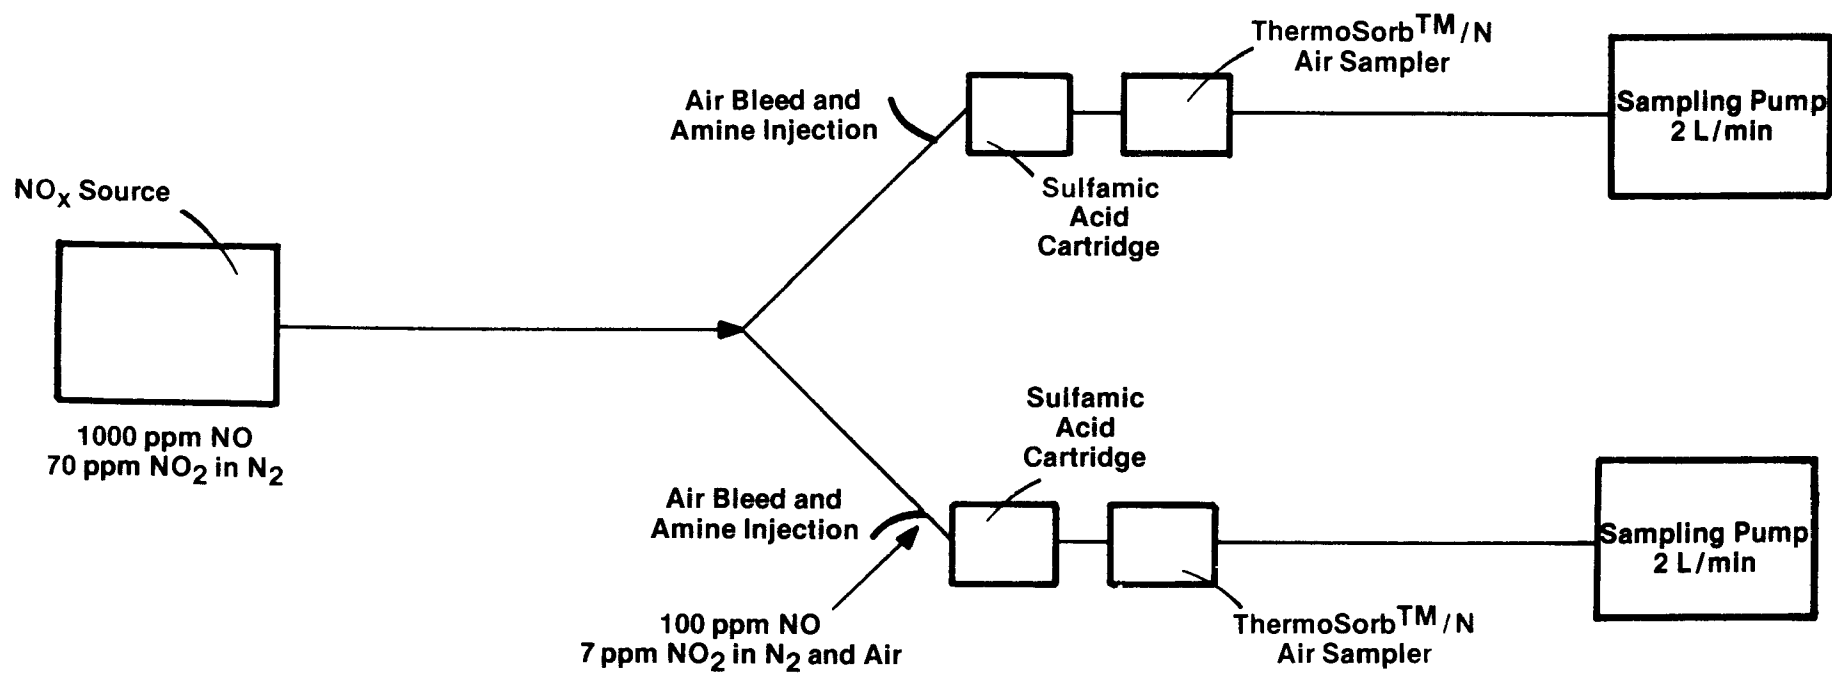 ThermoSorb™/N
Air Sampler
Air Bleed and
Amine Injection
Sampling Pump
2 L/min
Sulfamic
Acid
Cartridge
NOx Source
1000 ppm NO
70 ppm NO2 in N2
Sulfamic
Acid
Cartridge
Air Bleed and
Amine Injection
Sampling Pump
2 L/min
100 ppm NO
7 ppm NO2 in N2 and Air
ThermoSorb™/N
Air Sampler